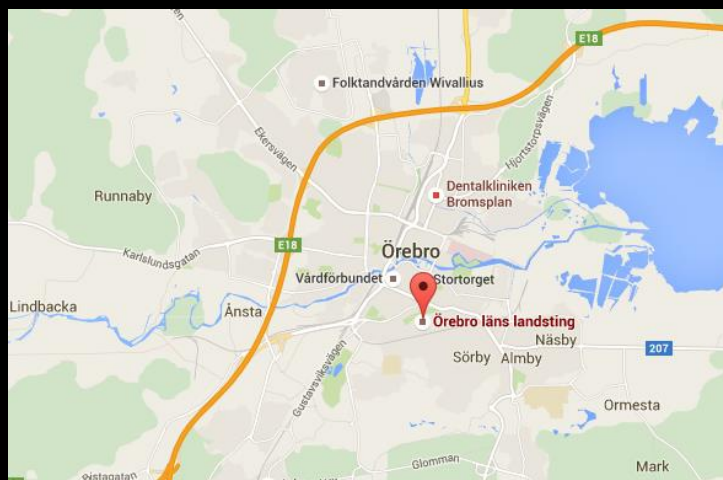 E18
Folktandvården Wivallius
Ekersvägen
Hjortstorpsvägen
Dentalkliniken
Bromsplan
Runnaby
Karlslundsgatan
E18
Örebro
Vårdförbundet
Stortorget
Lindbacka
Ånsta
Örebro läns landsting
Näsby
207
Sörby
Almby
Gustavsviksvägen
Ormesta
Glomman
Mark